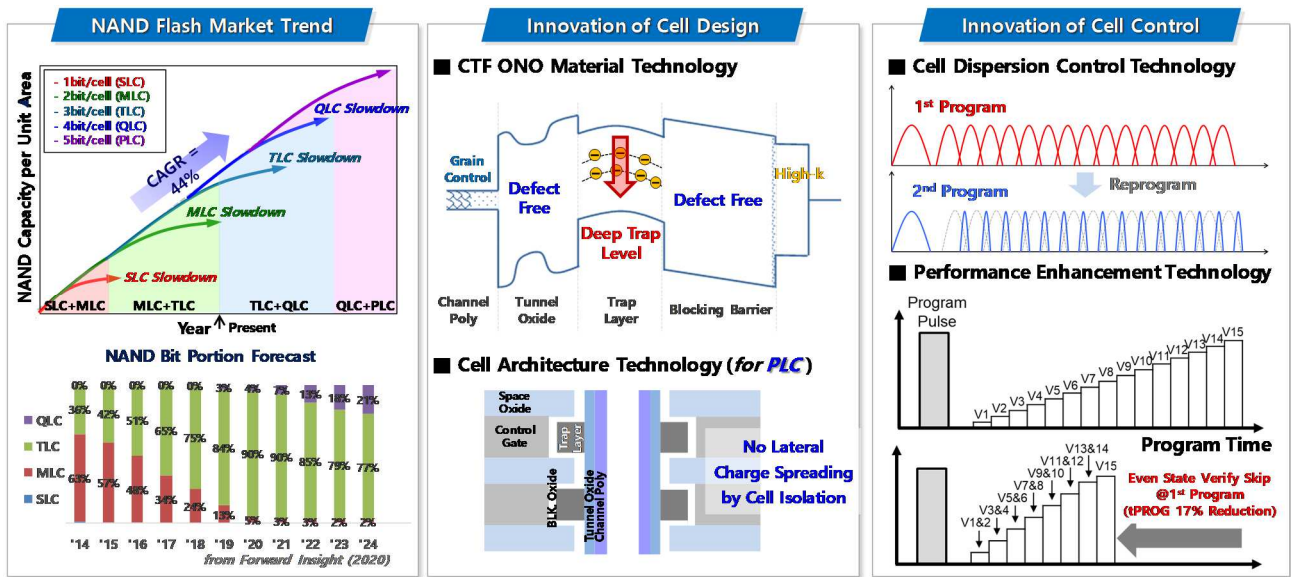 NAND Flash Market Trend
- 1bit/cell (SLC)
- 2bit/cell (MLC)
- 3bit/cell (TLC)
- 4bit/cell (QLC)
- 5bit/cell (PLC)
NAND Capacity per Unit Area
CAGR =
44%
QLC Slowdown
TLC Slowdown
MLC Slowdown
SLC Slowdown
SLC+MLC MLC+TLC TLC+QLC QLC+PLC
Year Present
NAND Bit Portion Forecast
QLC
TLC
MLC
SLC
0% 0% 0% 0% 0% 3% 4% 7% 13% 18% 21%
36% 42% 51% 65% 75% 84% 90% 90% 85% 79% 77%
63% 57% 48% 34% 24% 13% 5% 3% 3% 2% 2%
'14 '15 '16 '17 '18 '19 '20 '21 '22 '23 '24
from Forward Insight (2020)
Innovation of Cell Design
■ CTF ONO Material Technology
Grain
Control
Defect
Free
Deep Trap
Level
Defect Free
High-k
Channel
Poly
Tunnel
Oxide
Trap
Layer
Blocking Barrier
■ Cell Architecture Technology (for PLC)
Space
Oxide
Control
Gate
Trap
Layer
BLK Oxide
Tunnel Oxide
Channel Poly
No Lateral
Charge Spreading
by Cell Isolation
Innovation of Cell Control
■ Cell Dispersion Control Technology
1st Program
Reprogram
2nd Program
■ Performance Enhancement Technology
Program
Pulse
V1 V2 V3 V4 V5 V6 V7 V8 V9 V10 V11 V12 V13 V14 V15
Program Time
V1&2 V3&4 V5&6 V7&8 V9&10 V11&12 V13&14 V15
Even State Verify Skip
@1st Program
(tPROG 17% Reduction)